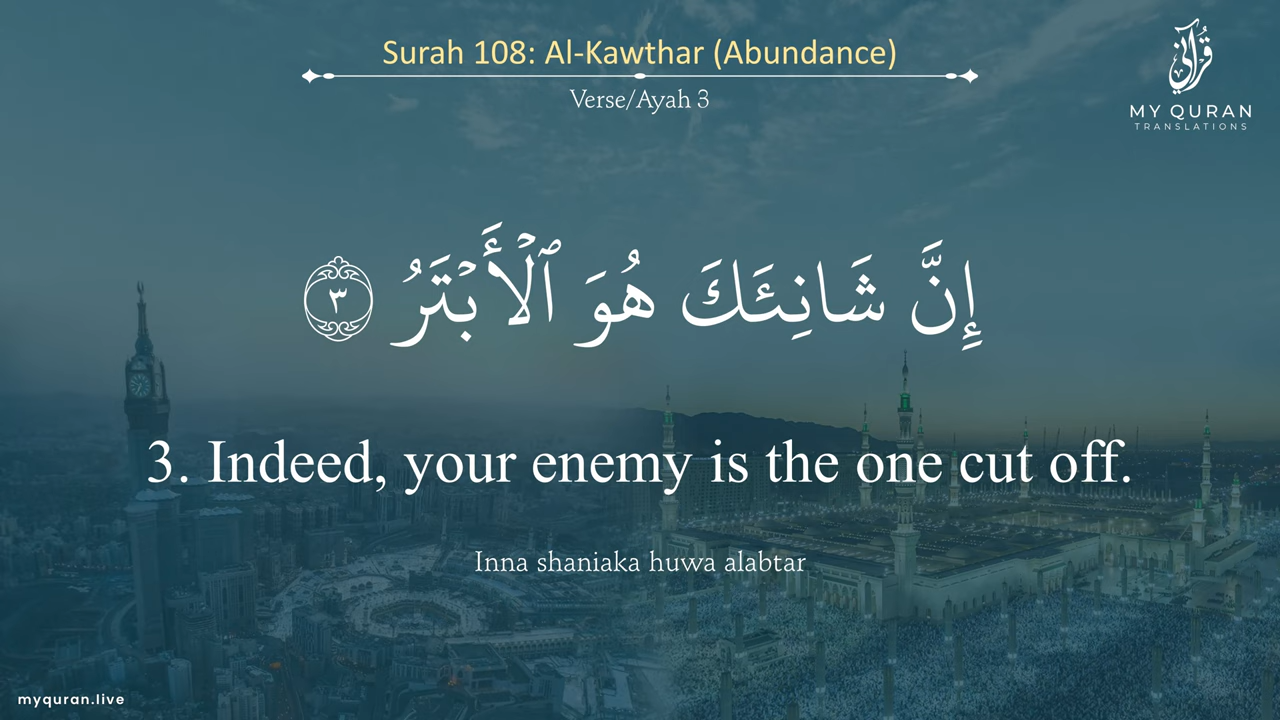 Surah 108: Al-Kawthar (Abundance)
Verse/Ayah 3
قرآني
MY QURAN
TRANSLATIONS
إِنَّ شَانِئَكَ هُوَ ٱلْأَبْتَرُ ٣
3. Indeed, your enemy is the one cut off.
Inna shaniaka huwa alabtar
myquran.live